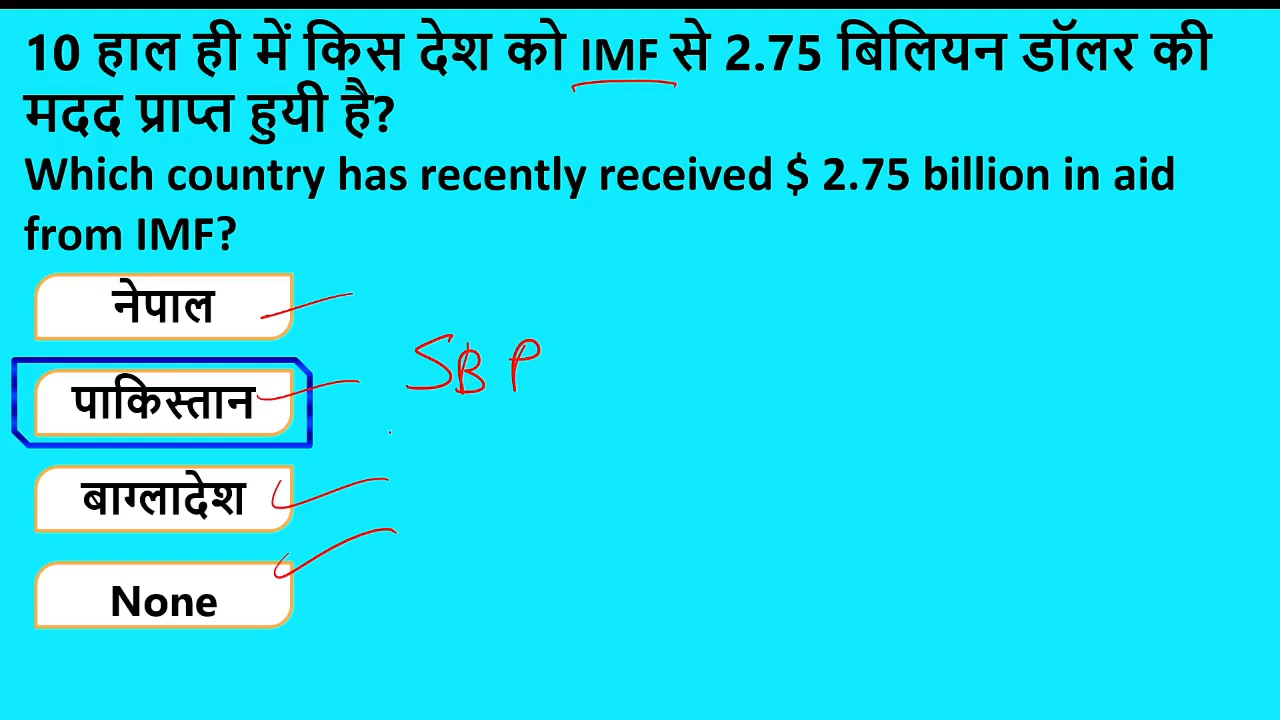 10 हाल ही में किस देश को IMF से 2.75 बिलियन डॉलर की
मदद प्राप्त हुयी है?
Which country has recently received $ 2.75 billion in aid
from IMF?
नेपाल
पाकिस्तान
SBP
बाग्लादेश
None